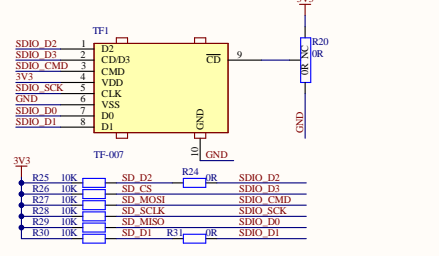 3V3
TF1
SDIO_D2 1 D2
SDIO_D3 2 CD/D3
SDIO_CMD 3 CMD
3V3 4 VDD
SDIO_SCK 5 CLK
GND 6 VSS
SDIO_D0 7 D0
SDIO_D1 8 D1
CD 9
GND
10 GND
TF-007
R20
0R
0R NC
GND
3V3
R25 10K SD_D2 R24 0R SDIO_D2
R26 10K SD_CS SDIO_D3
R27 10K SD_MOSI SDIO_CMD
R28 10K SD_SCLK SDIO_SCK
R29 10K SD_MISO SDIO_D0
R30 10K SD_D1 R31 0R SDIO_D1